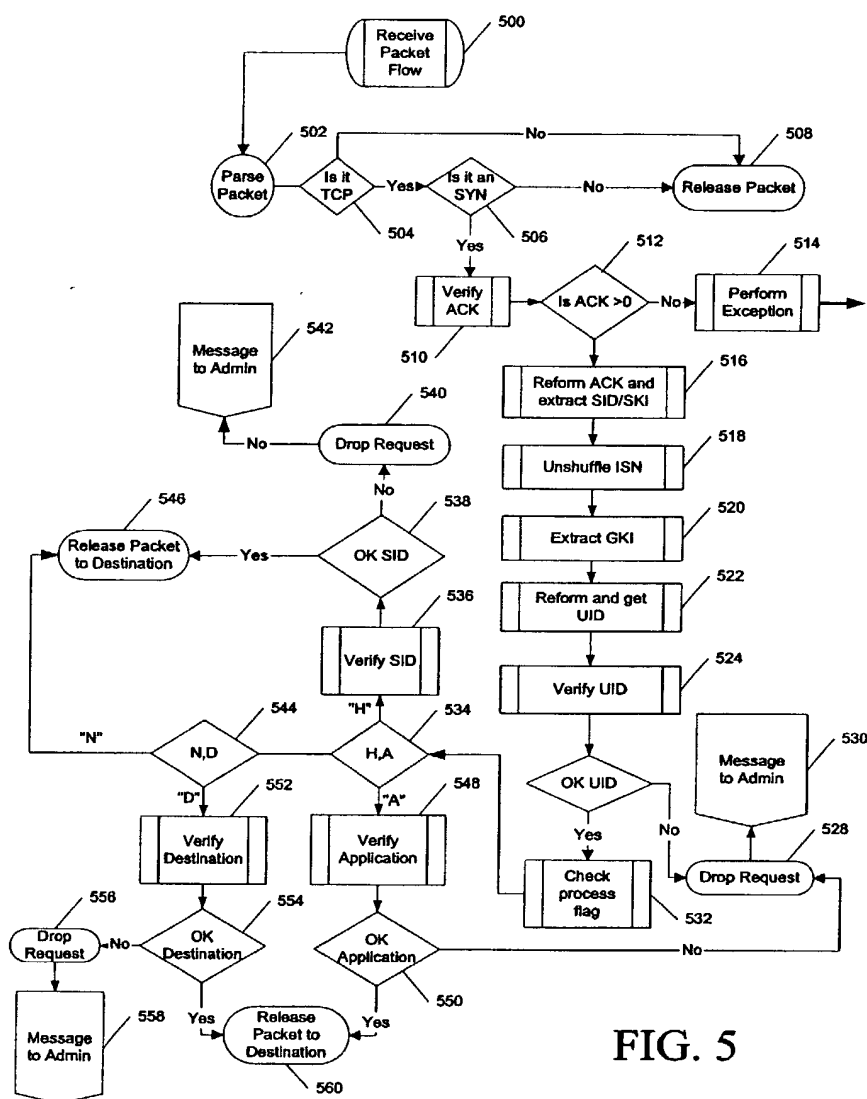 500
Receive
Packet
Flow
502
No
508
Parse
Packet
Is it
TCP
Yes
Is it an
SYN
No
Release Packet
504
506
Yes
512
514
Verify
ACK
Is ACK >0
No
Perform
Exception
510
542
Message
to Admin
Reform ACK and
extract SID/SKI
516
540
Drop Request
No
Unshuffle ISN
518
No
546
538
520
Release Packet
to Destination
Yes
OK SID
Extract GKI
522
Reform and get
UID
536
Verify SID
524
Verify UID
"H"
"N"
544
534
N,D
H,A
530
Message
to Admin
"D"
552
"A"
548
OK UID
Verify
Destination
Verify
Application
Yes
No
528
Drop Request
Check
process
flag
532
556
554
Drop
Request
No
OK
Destination
OK
Application
No
550
Message
to Admin
558
Yes
Release
Packet to
Destination
Yes
560
FIG. 5